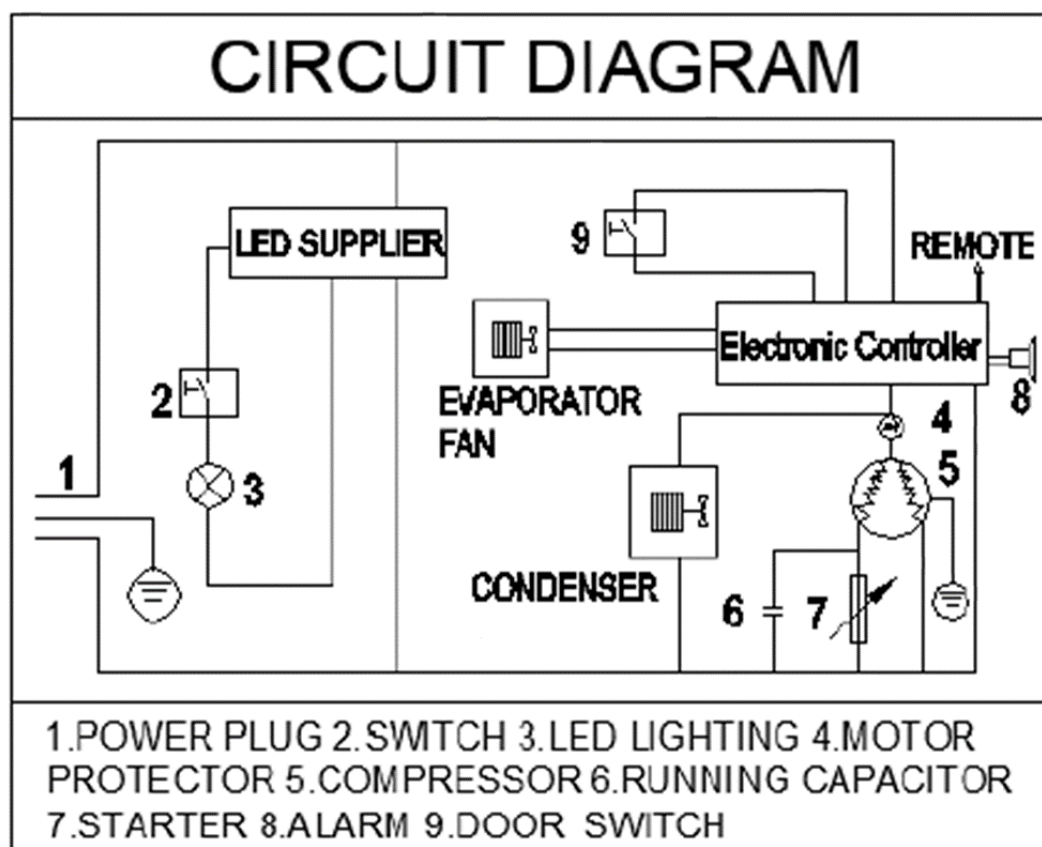 CIRCUIT DIAGRAM
LED SUPPLIER
9
REMOTE
Electronic Controller
2
EVAPORATOR
FAN
8
4
1
3
5
CONDENSER
6
7
1.POWER PLUG 2.SWITCH 3.LED LIGHTING 4.MOTOR
PROTECTOR 5.COMPRESSOR 6.RUNNING CAPACITOR
7.STARTER 8.ALARM 9.DOOR SWITCH